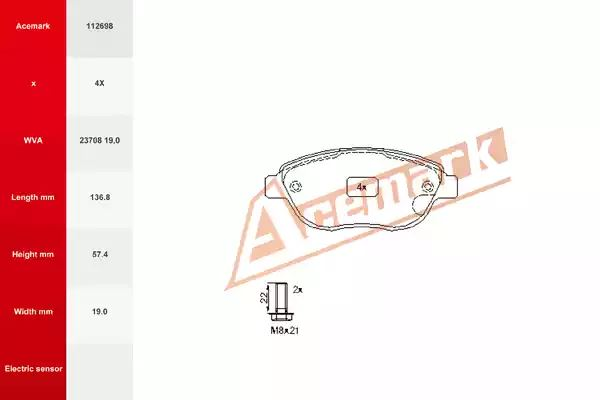 Acemark 112698
x 4X
WVA 23708 19,0
Length mm 136.8
Height mm 57.4
Width mm 19.0
Electric sensor
Acemark
4x
22
2x
M8x21